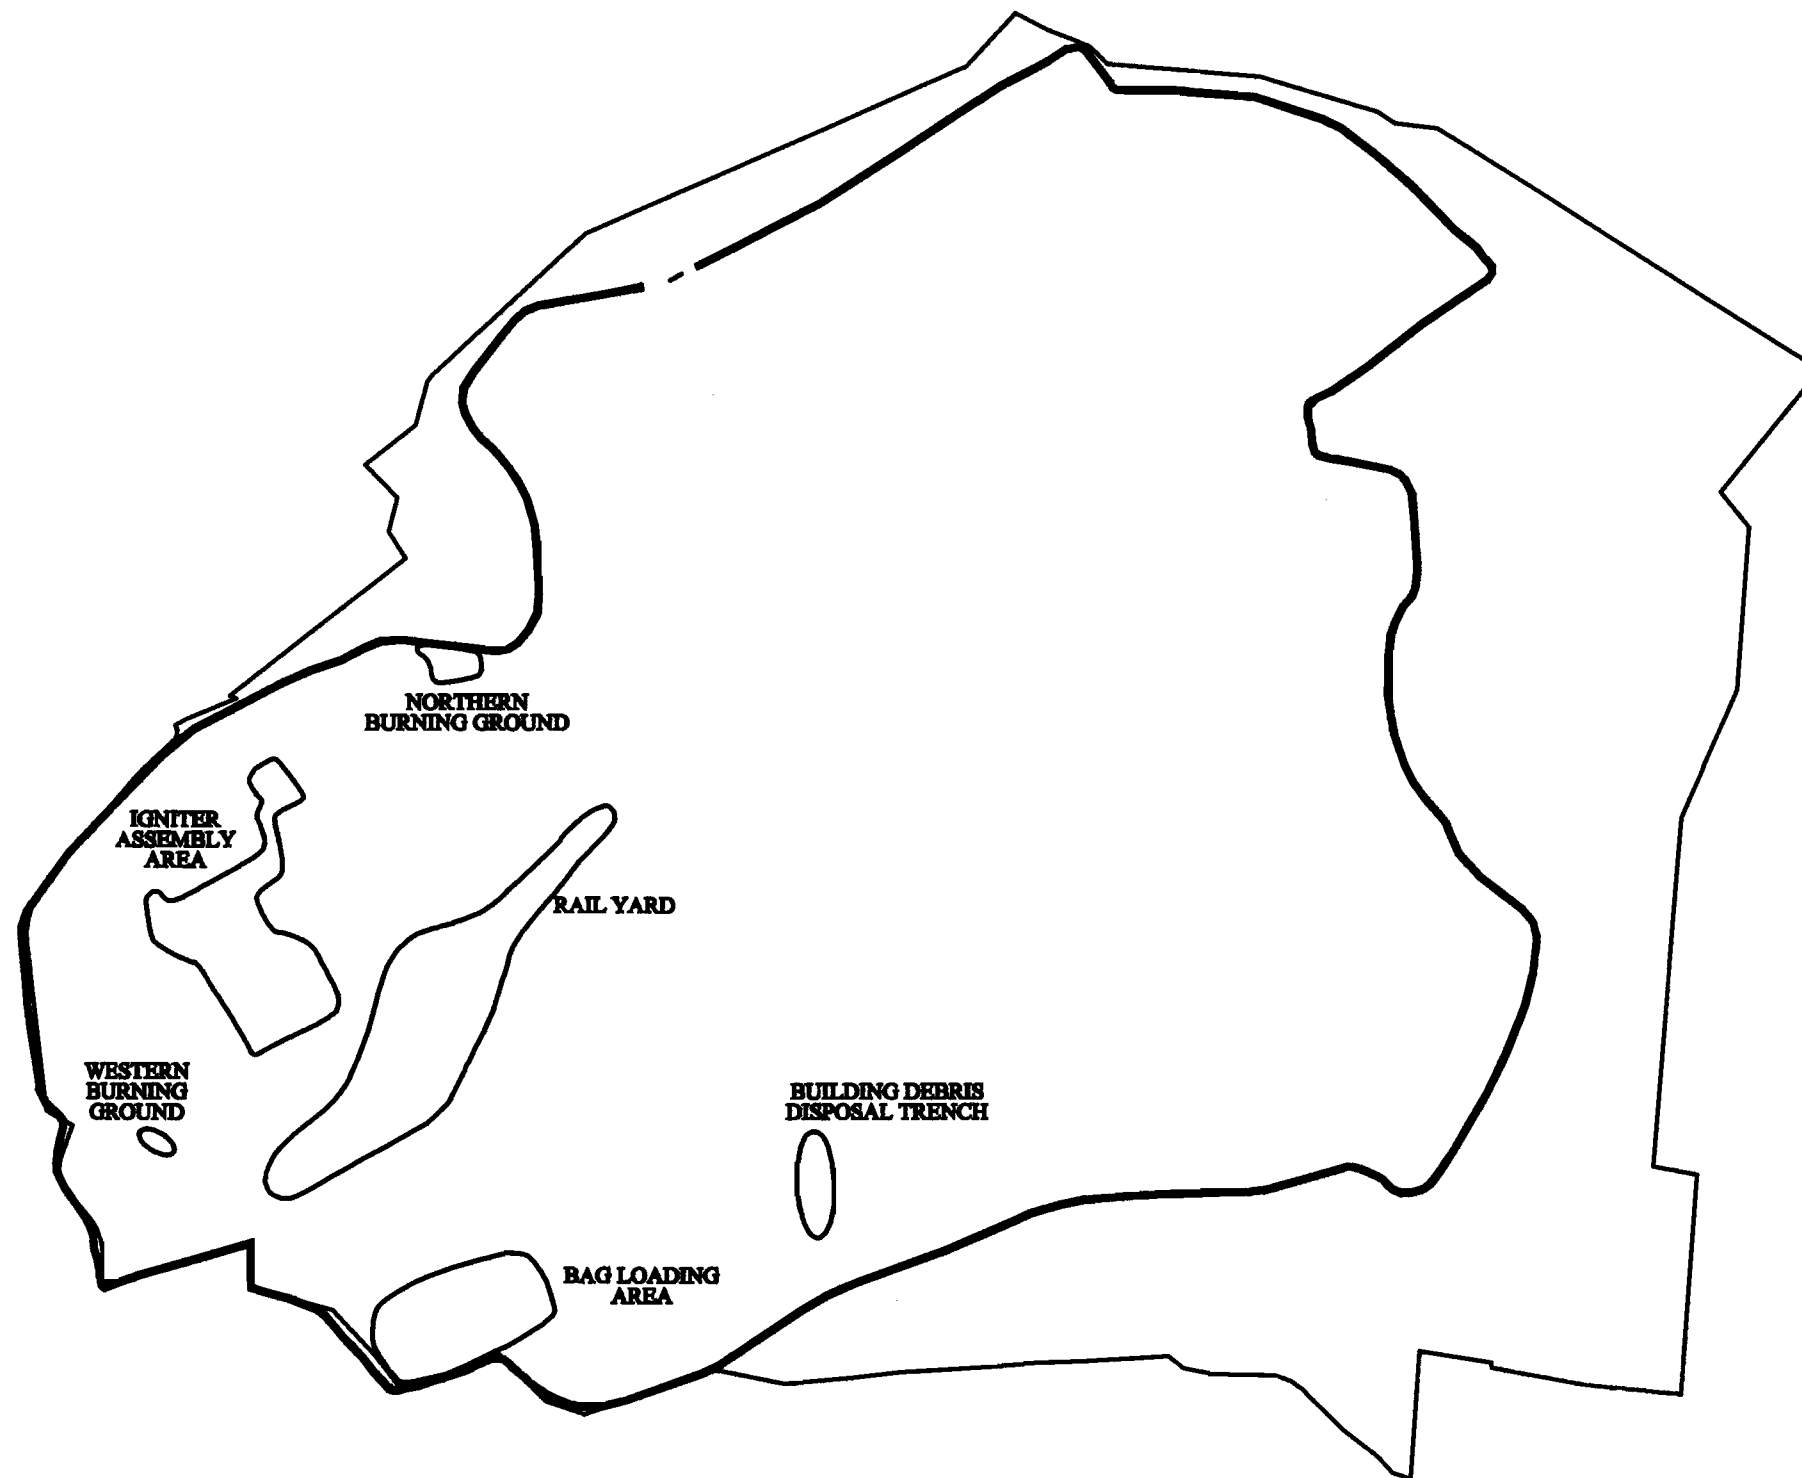 NORTHERN
BURNING GROUND
IGNITER
ASSEMBLY
AREA
RAIL YARD
WESTERN
BURNING
GROUND
BUILDING DEBRIS
DISPOSAL TRENCH
BAG LOADING
AREA